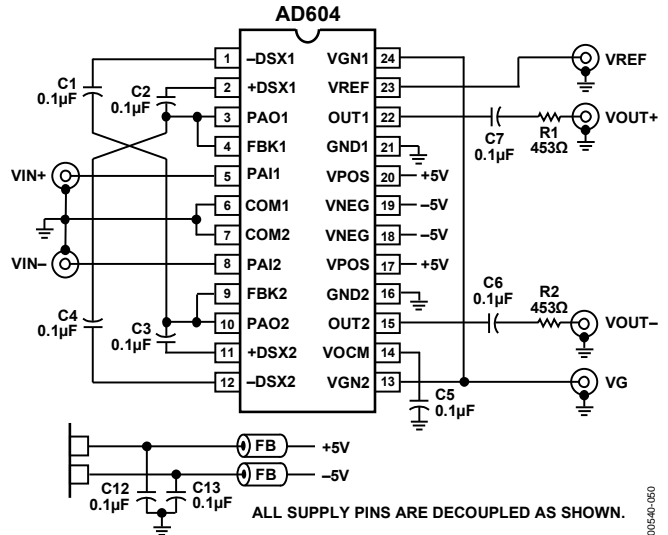 AD604
C1
0.1µF
C2
0.1µF
1 –DSX1
2 +DSX1
3 PAO1
4 FBK1
5 PAI1
6 COM1
7 COM2
8 PAI2
9 FBK2
10 PAO2
11 +DSX2
12 –DSX2
VIN+
VIN–
C4
0.1µF
C3
0.1µF
VGN1 24
VREF 23
OUT1 22
GND1 21
VPOS 20 +5V
VNEG 19 –5V
VNEG 18 –5V
VPOS 17 +5V
GND2 16
OUT2 15
VOCM 14
VGN2 13
VREF
C7
0.1µF
R1
453Ω
VOUT+
C6
0.1µF
R2
453Ω
VOUT–
C5
0.1µF
VG
FB +5V
FB –5V
C12
0.1µF
C13
0.1µF
ALL SUPPLY PINS ARE DECOUPLED AS SHOWN.
00540-050